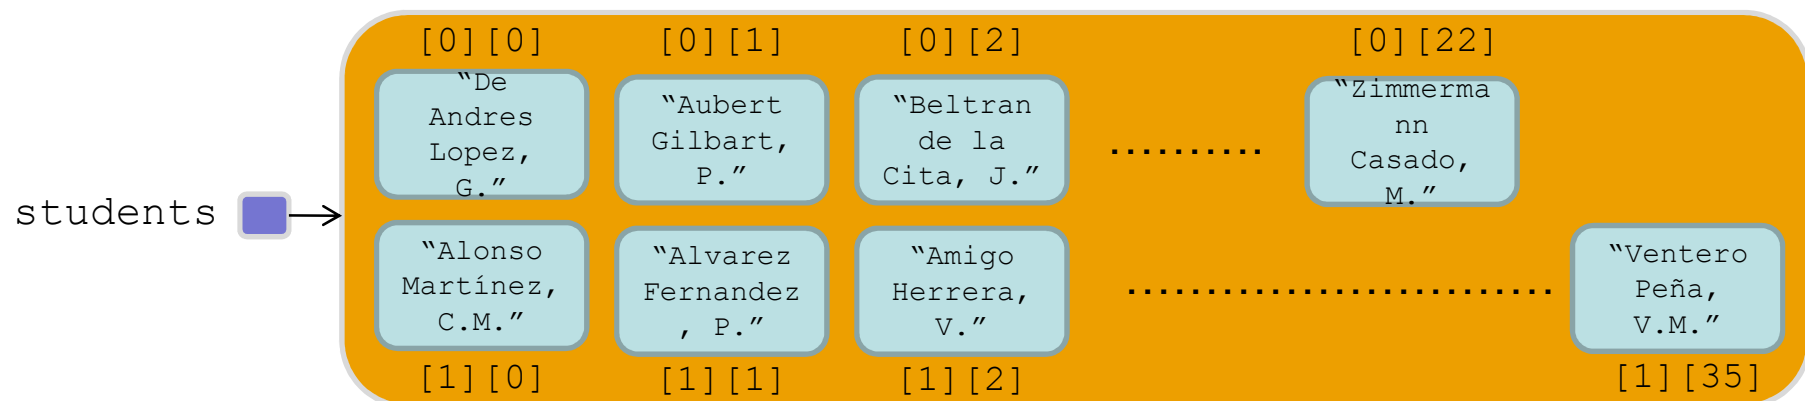 [0][0] [0][1] [0][2] [0][22]
“De
Andres
Lopez,
G.”
“Aubert
Gilbart,
P.”
“Beltran
de la
Cita, J.”
..........
“Zimmerma
nn
Casado,
M.”
students
“Alonso
Martínez,
C.M.”
“Alvarez
Fernandez
, P.”
“Amigo
Herrera,
V.”
...........................
“Ventero
Peña,
V.M.”
[1][0] [1][1] [1][2] [1][35]